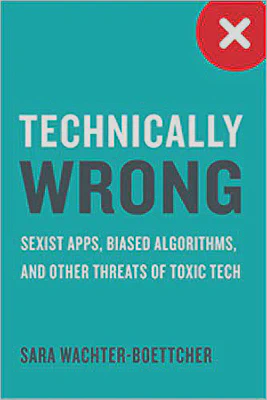 TECHNICALLY
WRONG
SEXIST APPS, BIASED ALGORITHMS,
AND OTHER THREATS OF TOXIC TECH
SARA WACHTER-BOETTCHER